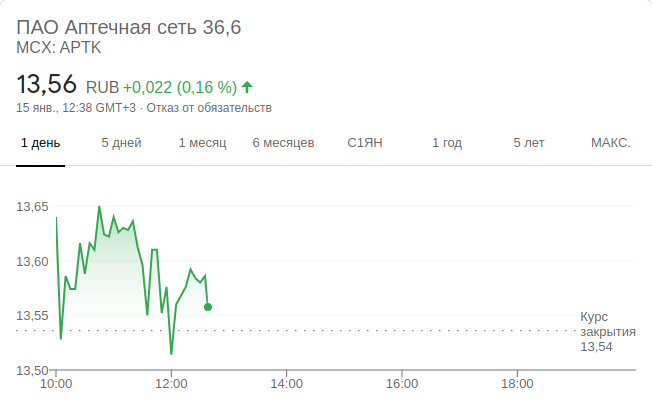 ПАО Аптечная сеть 36,6
MCX: APTK
13,56 RUB +0,022 (0,16 %)
15 янв., 12:38 GMT+3 · Отказ от обязательств
1 день 5 дней 1 месяц 6 месяцев С1ЯН 1 год 5 лет МАКС.
13,65
13,60
13,55
13,50
Курс
закрытия
13,54
10:00 12:00 14:00 16:00 18:00